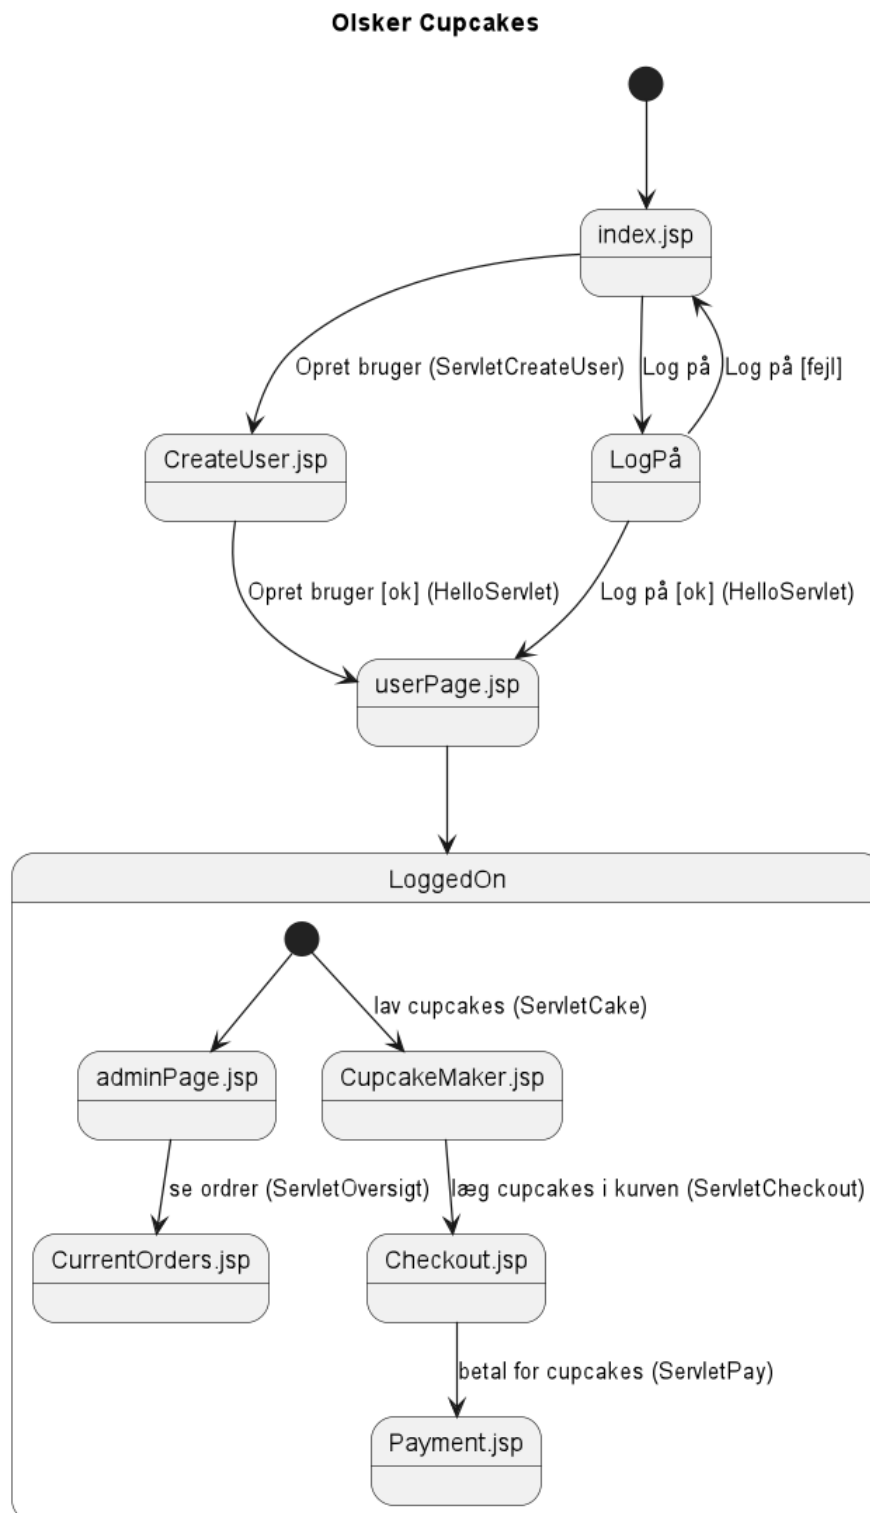 Olsker Cupcakes
index.jsp
Opret bruger (ServletCreateUser)
Log på
Log på [fejl]
CreateUser.jsp
LogPå
Opret bruger [ok] (HelloServlet)
Log på [ok] (HelloServlet)
userPage.jsp
LoggedOn
lav cupcakes (ServletCake)
adminPage.jsp
CupcakeMaker.jsp
se ordrer (ServletOversigt)
læg cupcakes i kurven (ServletCheckout)
CurrentOrders.jsp
Checkout.jsp
betal for cupcakes (ServletPay)
Payment.jsp